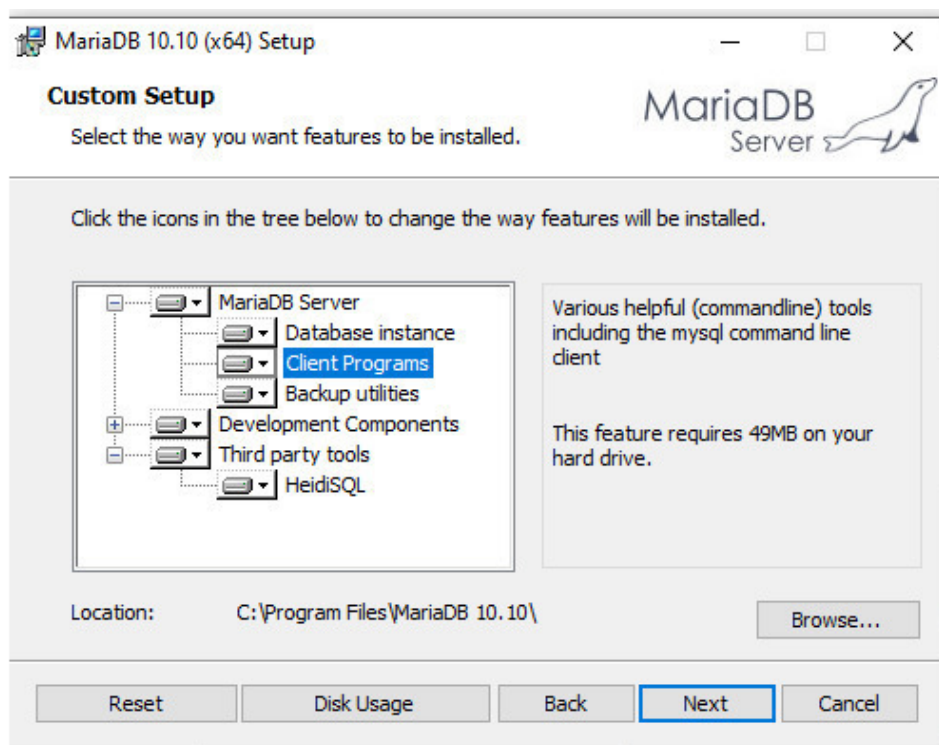 MariaDB 10.10 (x64) Setup
Custom Setup
Select the way you want features to be installed.
MariaDB
Server
Click the icons in the tree below to change the way features will be installed.
MariaDB Server
Database instance
Client Programs
Backup utilities
Development Components
Third party tools
HeidiSQL
Various helpful (commandline) tools
including the mysql command line
client
This feature requires 49MB on your
hard drive.
Location: C:\Program Files\MariaDB 10.10\
Browse...
Reset Disk Usage Back Next Cancel